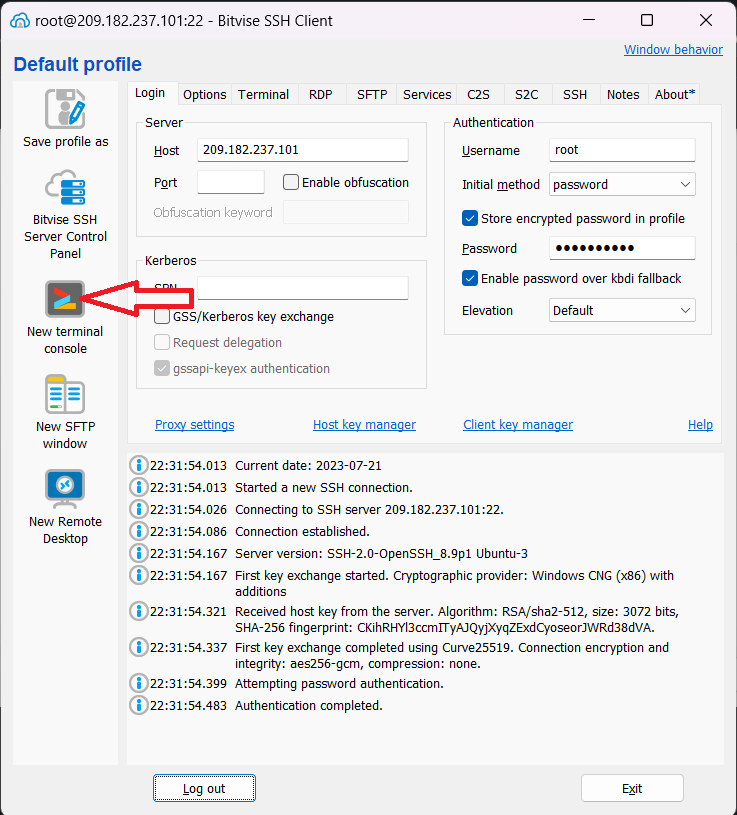 root@209.182.237.101:22 - Bitvise SSH Client
Window behavior
Default profile
Save profile as
Bitvise SSH
Server Control
Panel
New terminal
console
New SFTP
window
New Remote
Desktop
Login Options Terminal RDP SFTP Services C2S S2C SSH Notes About*
Server
Host 209.182.237.101
Port Enable obfuscation
Obfuscation keyword
Kerberos
SPN
GSS/Kerberos key exchange
Request delegation
gssapi-keyex authentication
Authentication
Username root
Initial method password
Store encrypted password in profile
Password ●●●●●●●●●●
Enable password over kbdi fallback
Elevation Default
Proxy settings Host key manager Client key manager Help
22:31:54.013 Current date: 2023-07-21
22:31:54.013 Started a new SSH connection.
22:31:54.026 Connecting to SSH server 209.182.237.101:22.
22:31:54.086 Connection established.
22:31:54.167 Server version: SSH-2.0-OpenSSH_8.9p1 Ubuntu-3
22:31:54.167 First key exchange started. Cryptographic provider: Windows CNG (x86) with
additions
22:31:54.321 Received host key from the server. Algorithm: RSA/sha2-512, size: 3072 bits,
SHA-256 fingerprint: CKihRHYl3ccmITyAJQyjXyqZExdCyoseorJWRd38dVA.
22:31:54.337 First key exchange completed using Curve25519. Connection encryption and
integrity: aes256-gcm, compression: none.
22:31:54.399 Attempting password authentication.
22:31:54.483 Authentication completed.
Log out Exit